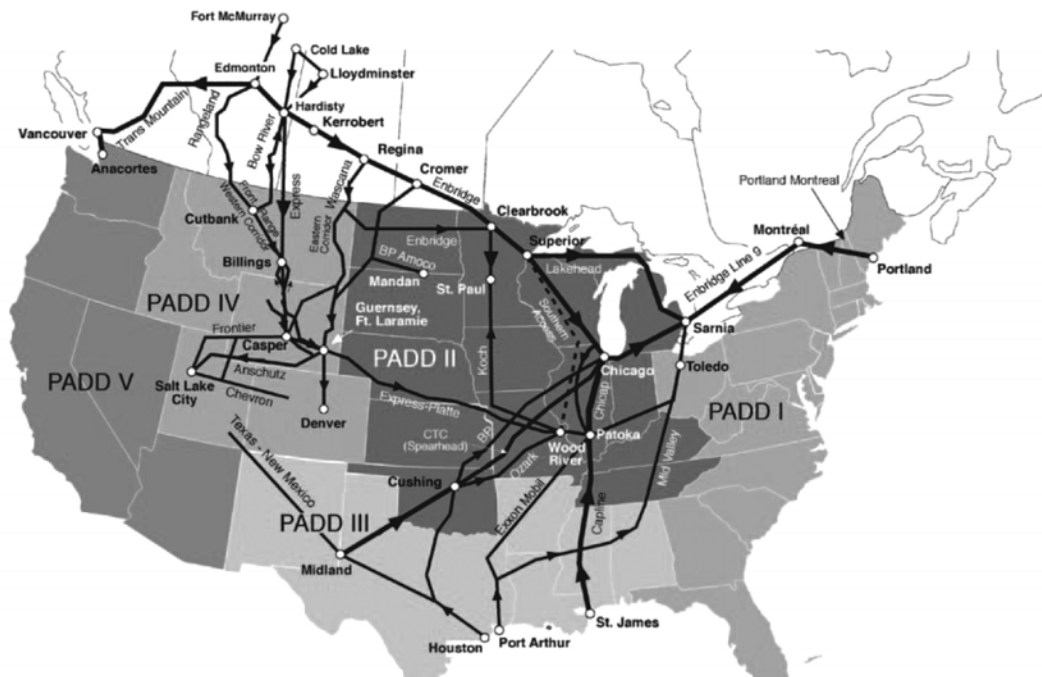 Fort McMurray
Cold Lake
Edmonton
Lloydminster
Trans Mountain
Rangeland
Hardisty
Bow River
Kerrobert
Vancouver
Anacortes
Regina
Wascana
Cromer
Enbridge
Express
Front Range
Western Corridor
Eastern
Corridor
Cutbank
Clearbrook
Portland Montreal
Enbridge
Superior
Lakehead
Montréal
Portland
Enbridge Line 9
BP Amoco
Billings
Mandan
St. Paul
Southern
Access
PADD IV
Guernsey,
Ft. Laramie
Sarnia
Frontier
Casper
PADD II
Koch
Toledo
Chicago
PADD V
Anschutz
Salt Lake
City
Chevron
Chicap
PADD I
Denver
Express-Platte
CTC
(Spearhead)
BP
Wood
River
Patoka
Texas - New Mexico
Ozark
Mid Valley
Cushing
Exxon Mobil
Capline
PADD III
Midland
St. James
Houston
Port Arthur